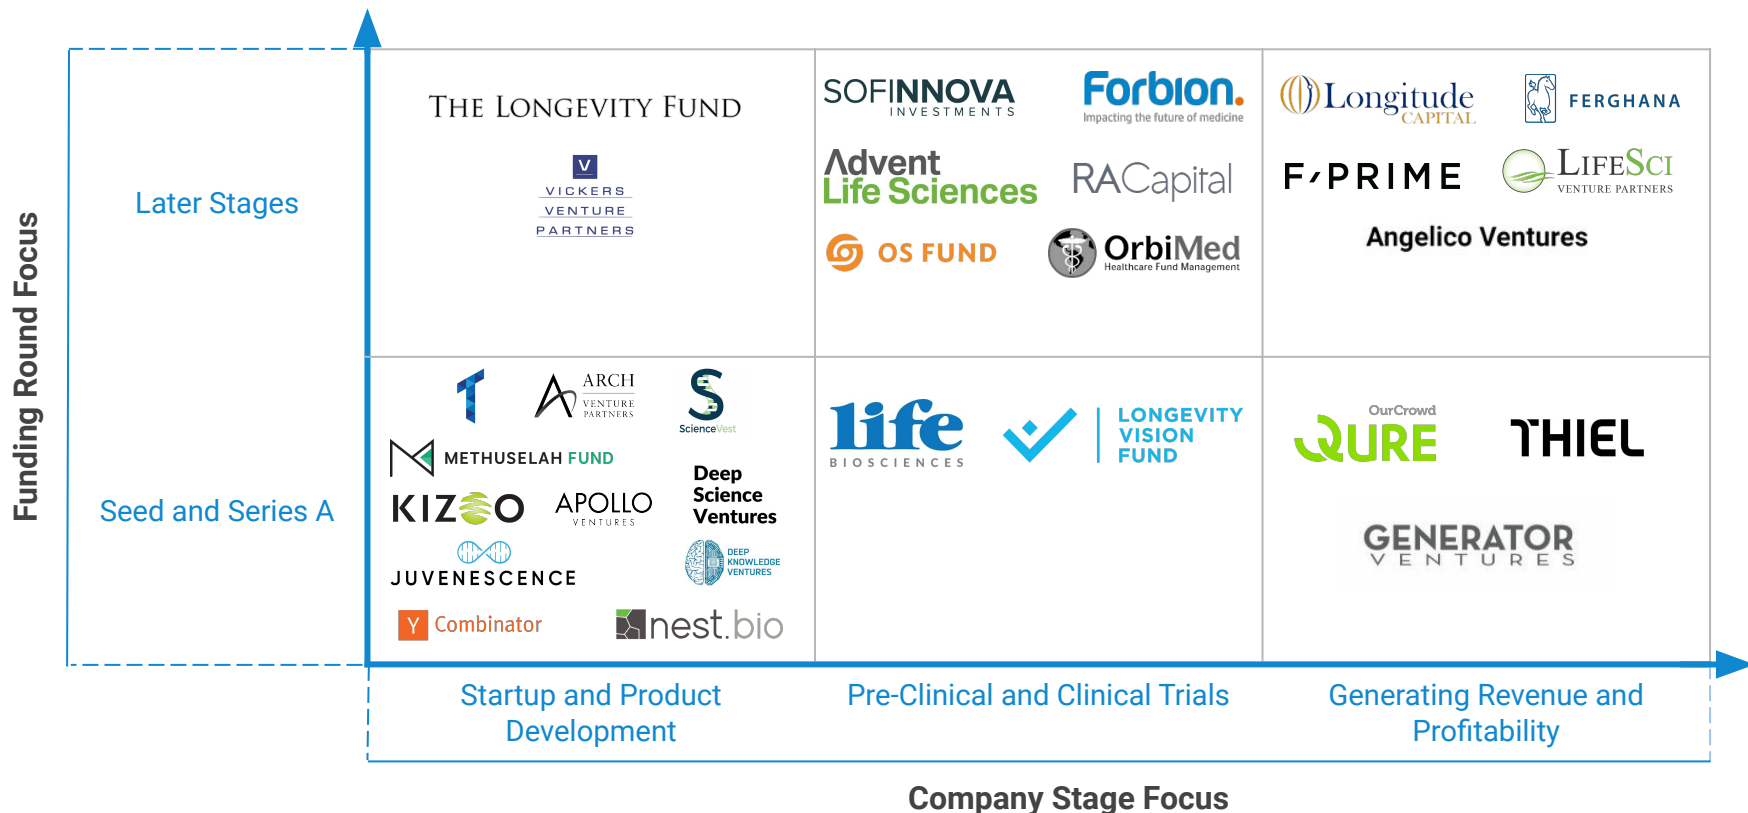 THE LONGEVITY FUND
V
VICKERS
VENTURE
PARTNERS
SOFINNOVA
INVESTMENTS
Forbion.
Impacting the future of medicine
Advent
Life Sciences
RACapital
OS FUND
OrbiMed
Healthcare Fund Management
Longitude
CAPITAL
FERGHANA
F/PRIME
LIFESCI
VENTURE PARTNERS
Angelico Ventures
Later Stages
Funding Round Focus
Seed and Series A
ARCH
VENTURE
PARTNERS
S
ScienceVest
METHUSELAH FUND
KIZOO
APOLLO
VENTURES
Deep
Science
Ventures
JUVENESCENCE
DEEP
KNOWLEDGE
VENTURES
Y Combinator
nest.bio
life
BIOSCIENCES
LONGEVITY
VISION
FUND
OurCrowd
QURE
THIEL
GENERATOR
VENTURES
Startup and Product
Development
Pre-Clinical and Clinical Trials
Generating Revenue and
Profitability
Company Stage Focus